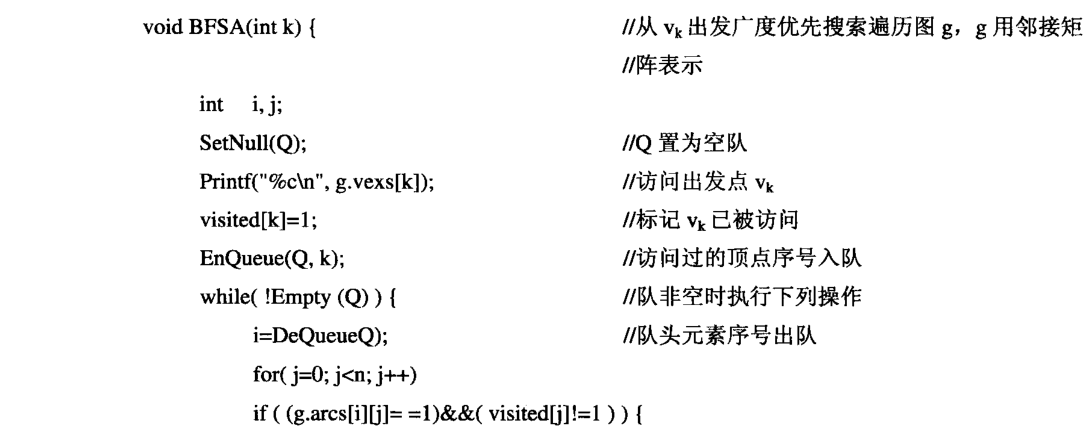 void BFSA(int k) { //从 vk 出发广度优先搜索遍历图 g，g 用邻接矩
//阵表示
int i, j;
SetNull(Q); //Q 置为空队
Printf("%c\n", g.vexs[k]); //访问出发点 vk
visited[k]=1; //标记 vk 已被访问
EnQueue(Q, k); //访问过的顶点序号入队
while( !Empty (Q) ) { //队非空时执行下列操作
i=DeQueueQ); //队头元素序号出队
for( j=0; j<n; j++)
if ( (g.arcs[i][j]= =1)&&( visited[j]!=1 ) ) {